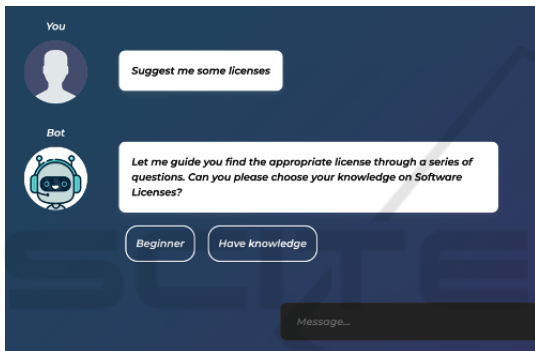 You
Suggest me some licenses
Bot
Let me guide you find the appropriate license through a series of
questions. Can you please choose your knowledge on Software
Licenses?
Beginner
Have knowledge
Message...